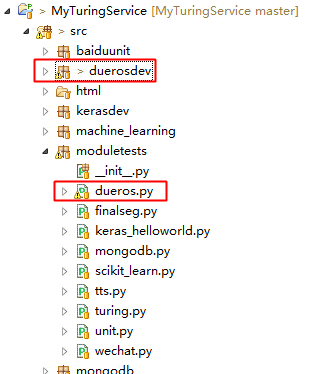 > MyTuringService [MyTuringService master]
> src
baiduunit
> duerosdev
html
kerasdev
machine_learning
moduletests
__init__.py
dueros.py
finalseg.py
keras_helloworld.py
mongodb.py
scikit_learn.py
tts.py
turing.py
unit.py
wechat.py
mongodb